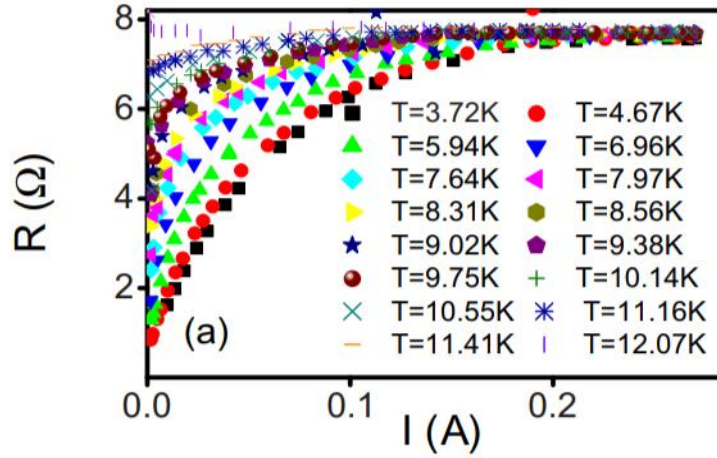 8
6
4
2
R (Ω)
T=3.72K T=4.67K
T=5.94K T=6.96K
T=7.64K T=7.97K
T=8.31K T=8.56K
T=9.02K T=9.38K
T=9.75K T=10.14K
T=10.55K T=11.16K
T=11.41K T=12.07K
(a)
0.0 0.1 0.2
I (A)